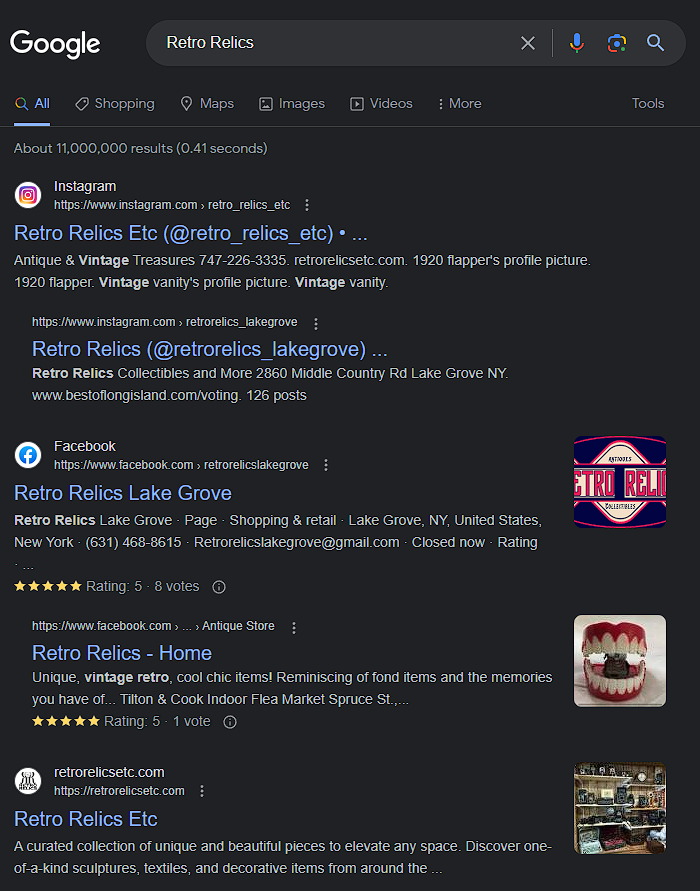 Google
Retro Relics
All Shopping Maps Images Videos More Tools
About 11,000,000 results (0.41 seconds)
Instagram
https://www.instagram.com › retro_relics_etc
Retro Relics Etc (@retro_relics_etc) • ...
Antique & Vintage Treasures 747-226-3335. retrorelicsetc.com. 1920 flapper's profile picture.
1920 flapper. Vintage vanity's profile picture. Vintage vanity.
https://www.instagram.com › retrorelics_lakegrove
Retro Relics (@retrorelics_lakegrove) ...
Retro Relics Collectibles and More 2860 Middle Country Rd Lake Grove NY.
www.bestoflongisland.com/voting. 126 posts
Facebook
https://www.facebook.com › retrorelicslakegrove
Retro Relics Lake Grove
Retro Relics Lake Grove · Page · Shopping & retail · Lake Grove, NY, United States,
New York · (631) 468-8615 · Retrorelicslakegrove@gmail.com · Closed now · Rating
· ...
Rating: 5 · 8 votes
ANTIQUES
ETRO RELI
COLLECTIBLES
https://www.facebook.com › ... › Antique Store
Retro Relics - Home
Unique, vintage retro, cool chic items! Reminiscing of fond items and the memories
you have of... Tilton & Cook Indoor Flea Market Spruce St.,...
Rating: 5 · 1 vote
retrorelicsetc.com
https://retrorelicsetc.com
Retro Relics Etc
A curated collection of unique and beautiful pieces to elevate any space. Discover one-
of-a-kind sculptures, textiles, and decorative items from around the ...